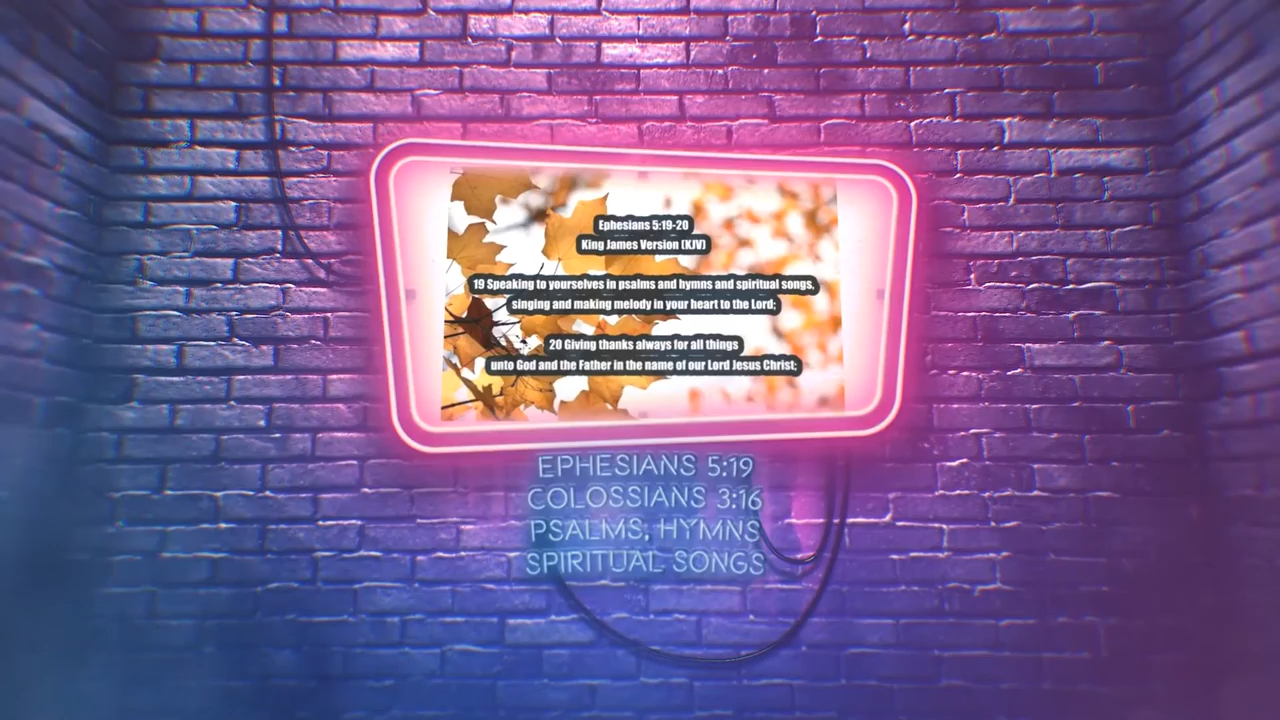 Ephesians 5:19-20
King James Version (KJV)
19 Speaking to yourselves in psalms and hymns and spiritual songs,
singing and making melody in your heart to the Lord;
20 Giving thanks always for all things
unto God and the Father in the name of our Lord Jesus Christ;
EPHESIANS 5:19
COLOSSIANS 3:16
PSALMS, HYMNS
SPIRITUAL SONGS